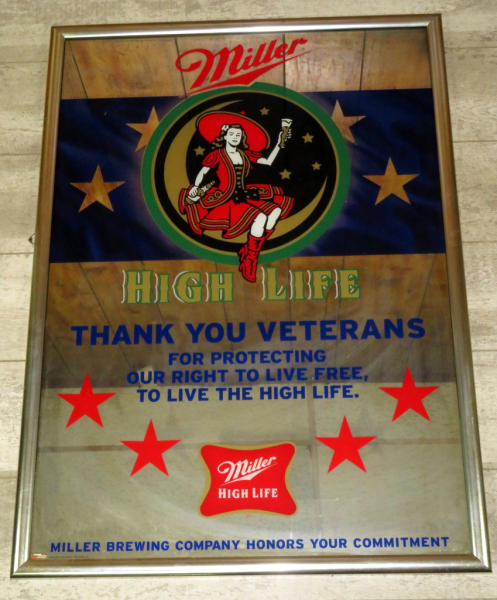 Miller
HIGH LIFE
THANK YOU VETERANS
FOR PROTECTING
OUR RIGHT TO LIVE FREE,
TO LIVE THE HIGH LIFE.
Miller
HIGH LIFE
MILLER BREWING COMPANY HONORS YOUR COMMITMENT